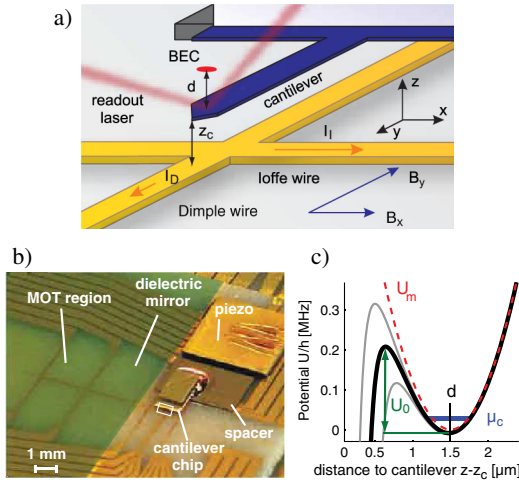 a)
BEC
d
cantilever
readout
laser
z_c
z
x
y
I_I
I_D
Ioffe wire
B_y
Dimple wire
B_x
b)
dielectric
mirror
MOT region
piezo
spacer
cantilever
chip
1 mm
c)
Potential U/h [MHz]
0.3
0.2
0.1
0
U_m
d
U_0
μ_c
0 0.5 1 1.5 2
distance to cantilever z-z_c [μm]